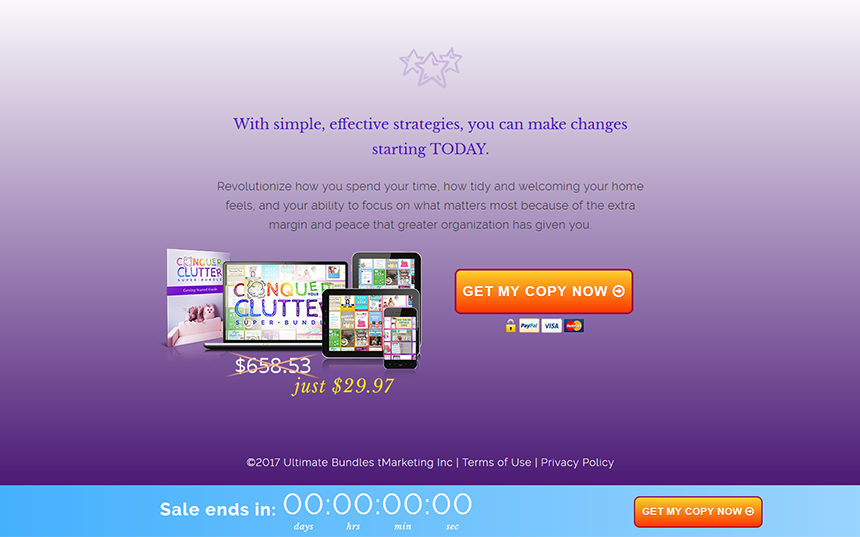 With simple, effective strategies, you can make changes
starting TODAY.
Revolutionize how you spend your time, how tidy and welcoming your home
feels, and your ability to focus on what matters most because of the extra
margin and peace that greater organization has given you.
CONQUER
YOUR
CLUTTER
SUPER BUNDLE
Getting Started Guide
CONQUER
YOUR
CLUTTER
SUPER BUNDL
GET MY COPY NOW
PayPal VISA MasterCard
$658.53
just $29.97
©2017 Ultimate Bundles tMarketing Inc | Terms of Use | Privacy Policy
Sale ends in: 00:00:00:00
days hrs min sec
GET MY COPY NOW